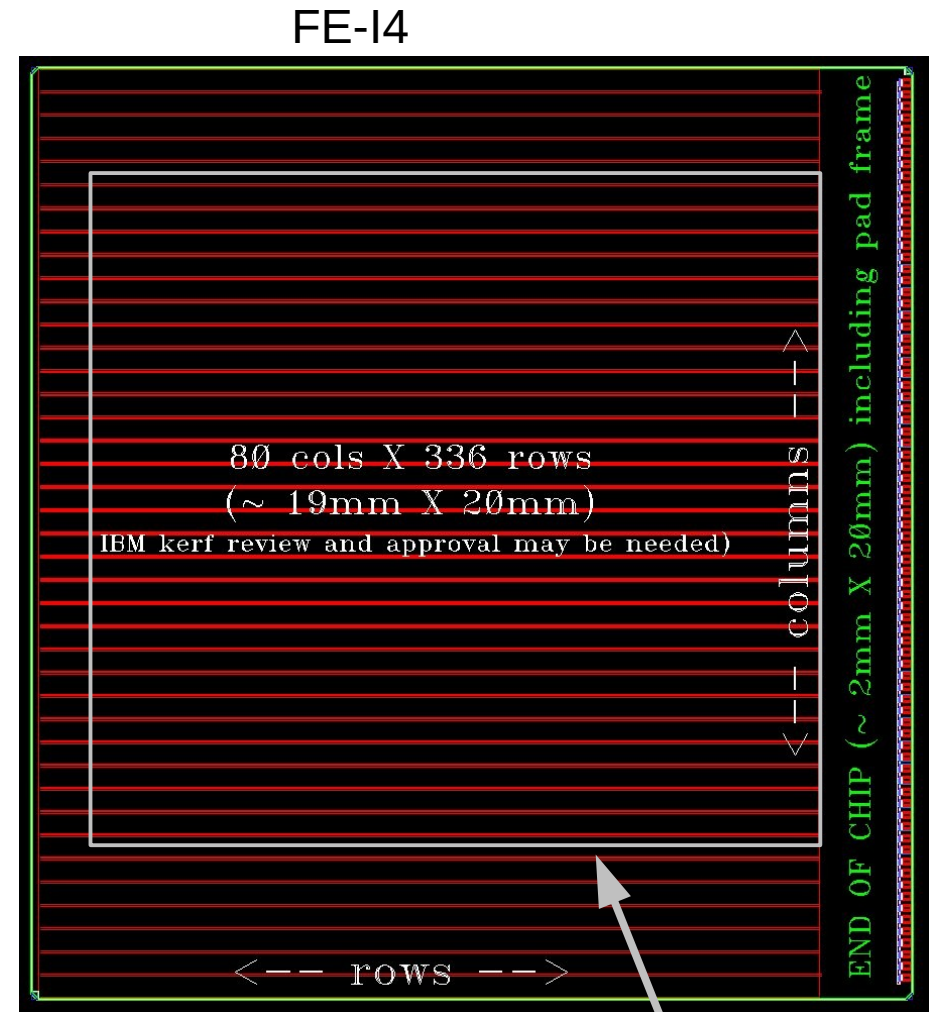 FE-I4
80 cols X 336 rows
(~ 19mm X 20mm)
IBM kerf review and approval may be needed)
<-- columns -->
END OF CHIP (~ 2mm X 20mm) including pad frame
<-- rows -->